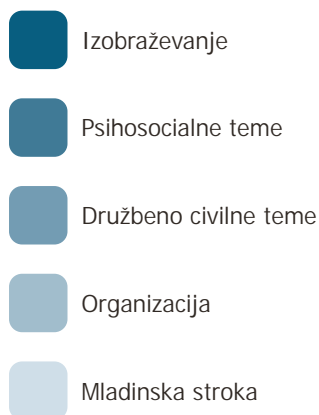 Izobraževanje
Psihosocialne teme
Družbeno civilne teme
Organizacija
Mladinska stroka